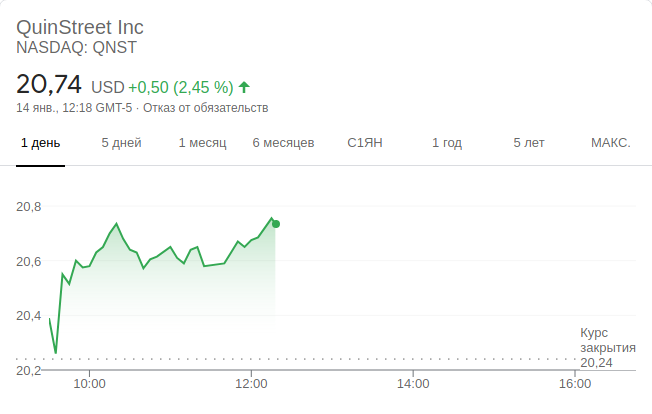 QuinStreet Inc
NASDAQ: QNST
20,74 USD +0,50 (2,45 %)
14 янв., 12:18 GMT-5 · Отказ от обязательств
1 день 5 дней 1 месяц 6 месяцев С1ЯН 1 год 5 лет МАКС.
20,8
20,6
20,4
Курс
закрытия
20,24
20,2
10:00 12:00 14:00 16:00